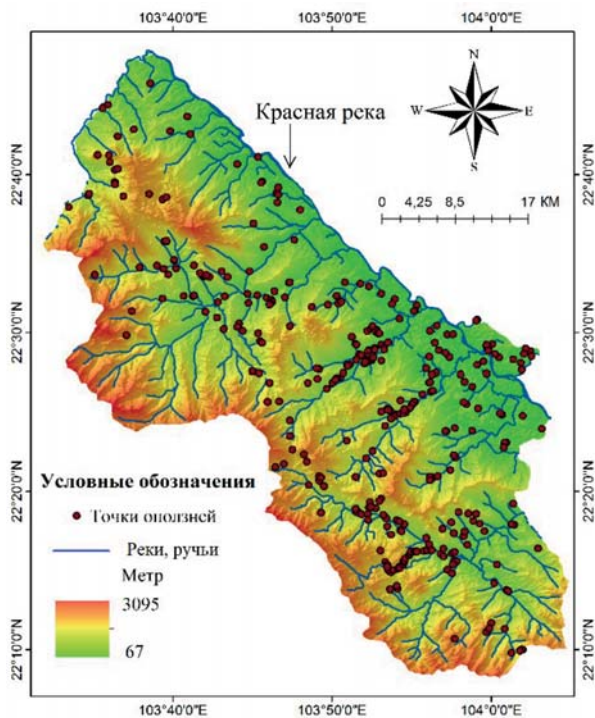 103°40'0"E 103°50'0"E 104°0'0"E
N
W E
S
Красная река
0 4,25 8,5 17 KM
22°40'0"N 22°40'0"N
22°30'0"N 22°30'0"N
22°20'0"N 22°20'0"N
22°10'0"N 22°10'0"N
Условные обозначения
Точки оползней
Реки, ручьи
Метр
3095
67
103°40'0"E 103°50'0"E 104°0'0"E